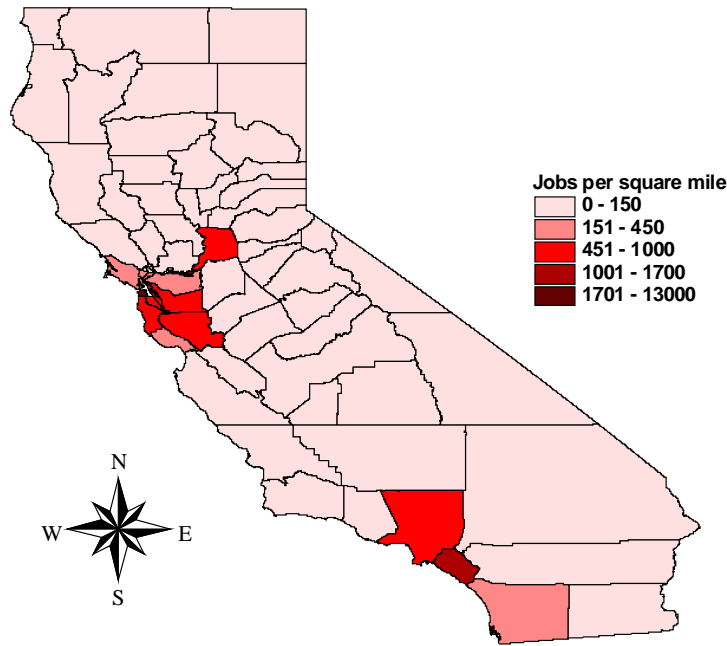 Jobs per square mile
0 - 150
151 - 450
451 - 1000
1001 - 1700
1701 - 13000
N
W E
S